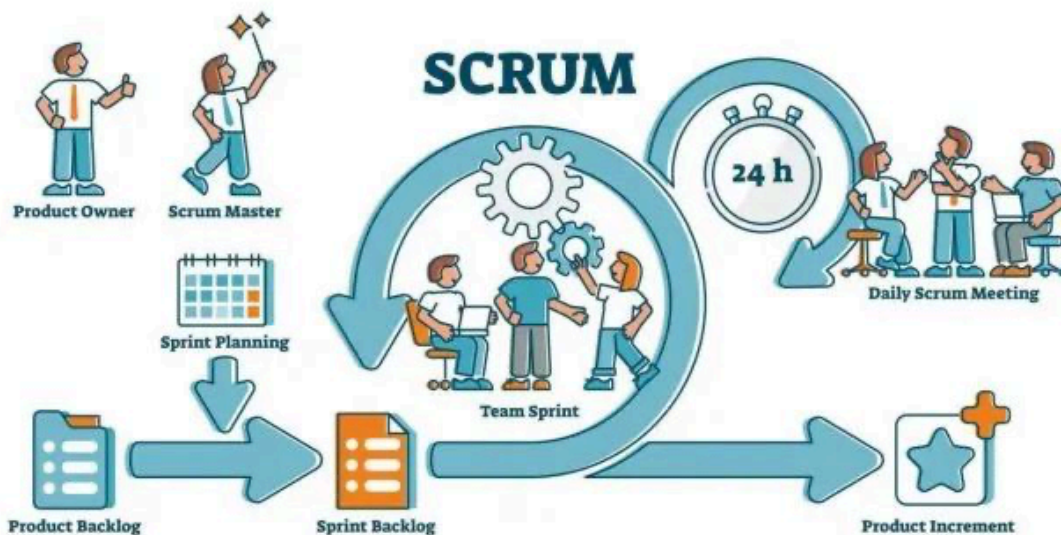 SCRUM
Product Owner
Scrum Master
24 h
Daily Scrum Meeting
Sprint Planning
Team Sprint
Product Backlog
Sprint Backlog
Product Increment